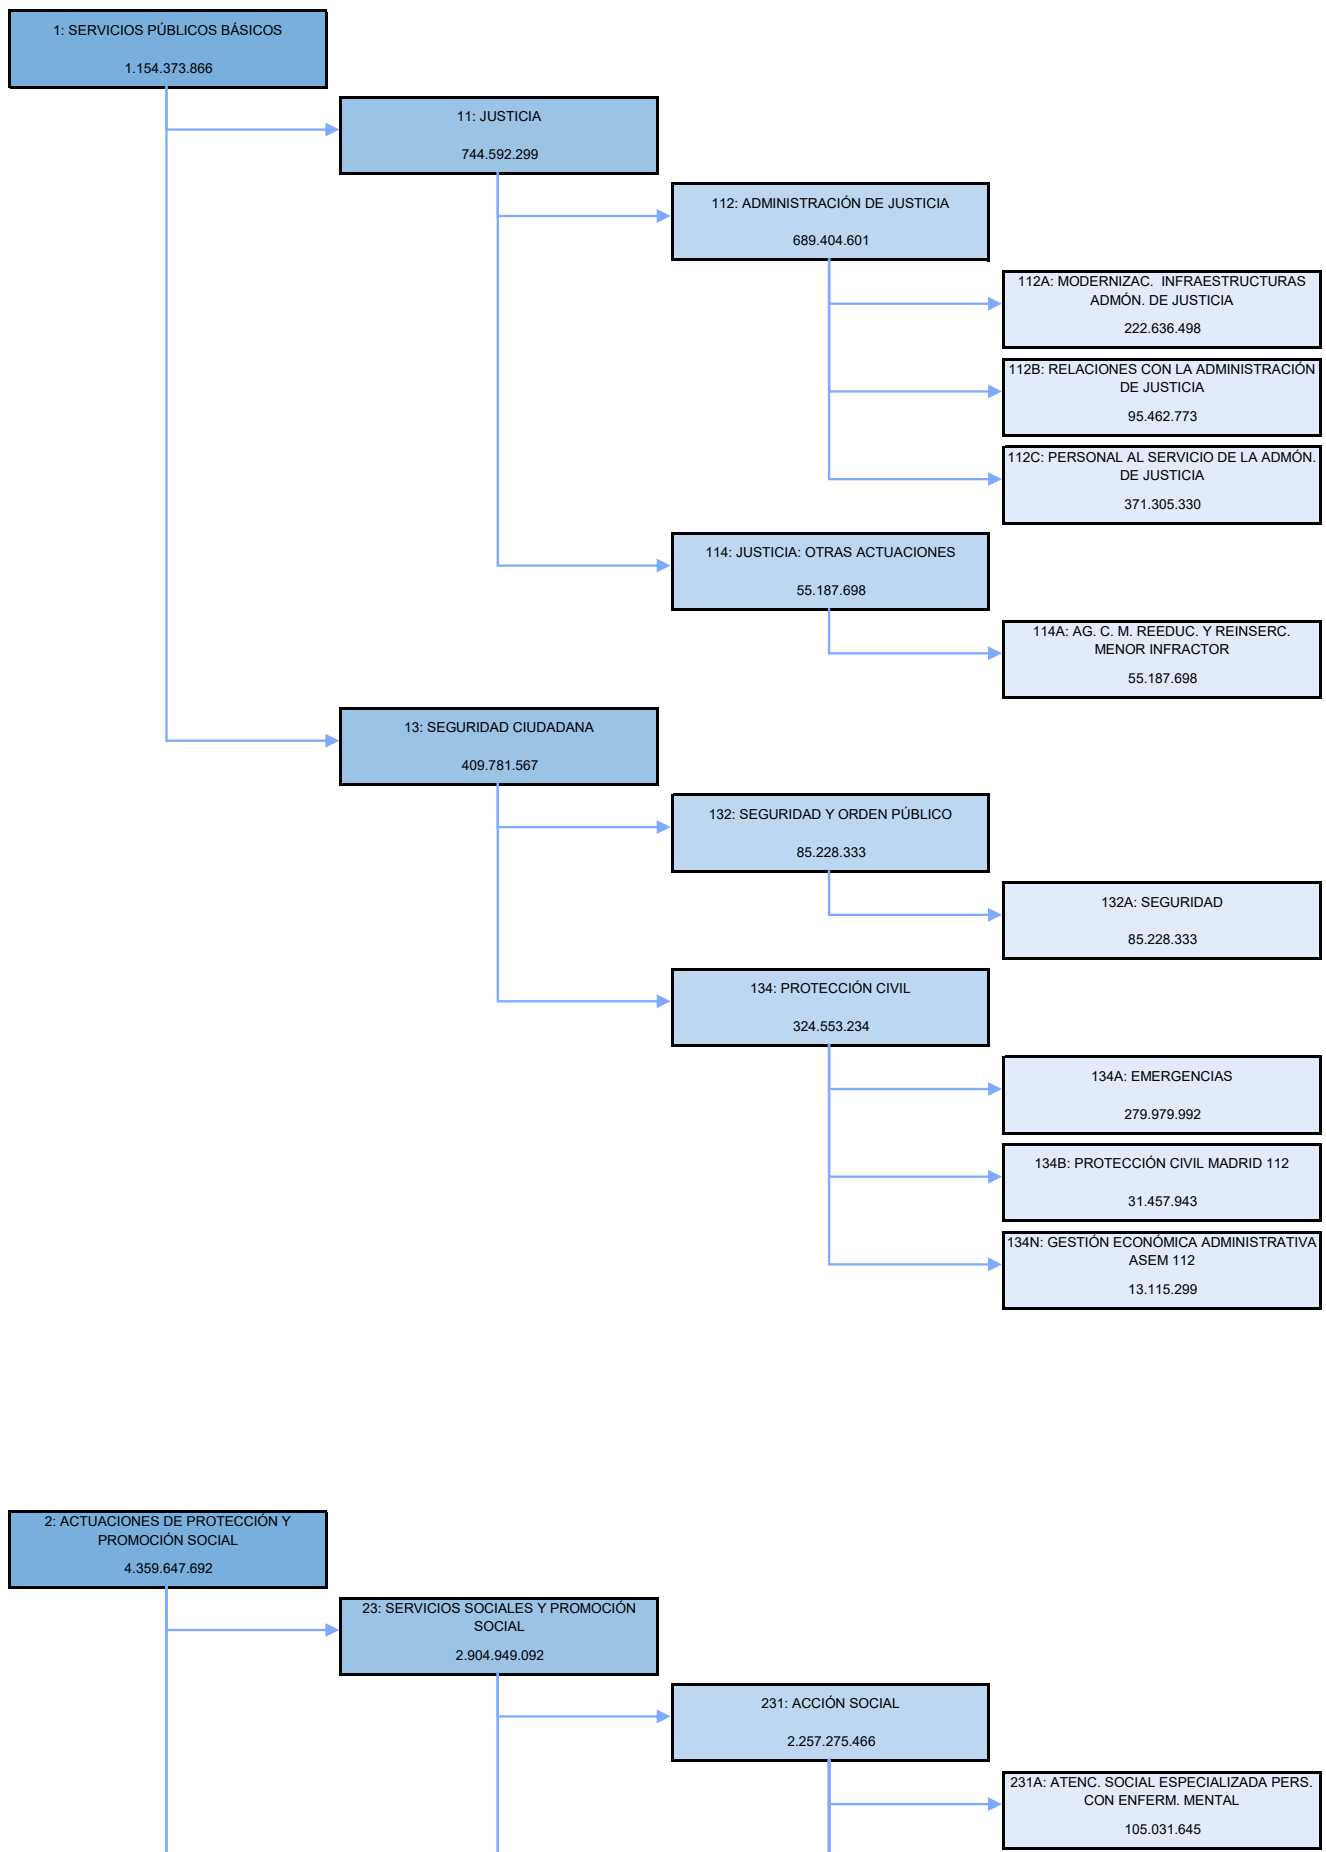 1: SERVICIOS PÚBLICOS BÁSICOS
1.154.373.866
11: JUSTICIA
744.592.299
112: ADMINISTRACIÓN DE JUSTICIA
689.404.601
112A: MODERNIZAC.  INFRAESTRUCTURAS
ADMÓN. DE JUSTICIA
222.636.498
112B: RELACIONES CON LA ADMINISTRACIÓN
DE JUSTICIA
95.462.773
112C: PERSONAL AL SERVICIO DE LA ADMÓN.
DE JUSTICIA
371.305.330
114: JUSTICIA: OTRAS ACTUACIONES
55.187.698
114A: AG. C. M. REEDUC. Y REINSERC.
MENOR INFRACTOR
55.187.698
13: SEGURIDAD CIUDADANA
409.781.567
132: SEGURIDAD Y ORDEN PÚBLICO
85.228.333
132A: SEGURIDAD
85.228.333
134: PROTECCIÓN CIVIL
324.553.234
134A: EMERGENCIAS
279.979.992
134B: PROTECCIÓN CIVIL MADRID 112
31.457.943
134N: GESTIÓN ECONÓMICA ADMINISTRATIVA
ASEM 112
13.115.299
2: ACTUACIONES DE PROTECCIÓN Y
PROMOCIÓN SOCIAL
4.359.647.692
23: SERVICIOS SOCIALES Y PROMOCIÓN
SOCIAL
2.904.949.092
231: ACCIÓN SOCIAL
2.257.275.466
231A: ATENC. SOCIAL ESPECIALIZADA PERS.
CON ENFERM. MENTAL
105.031.645